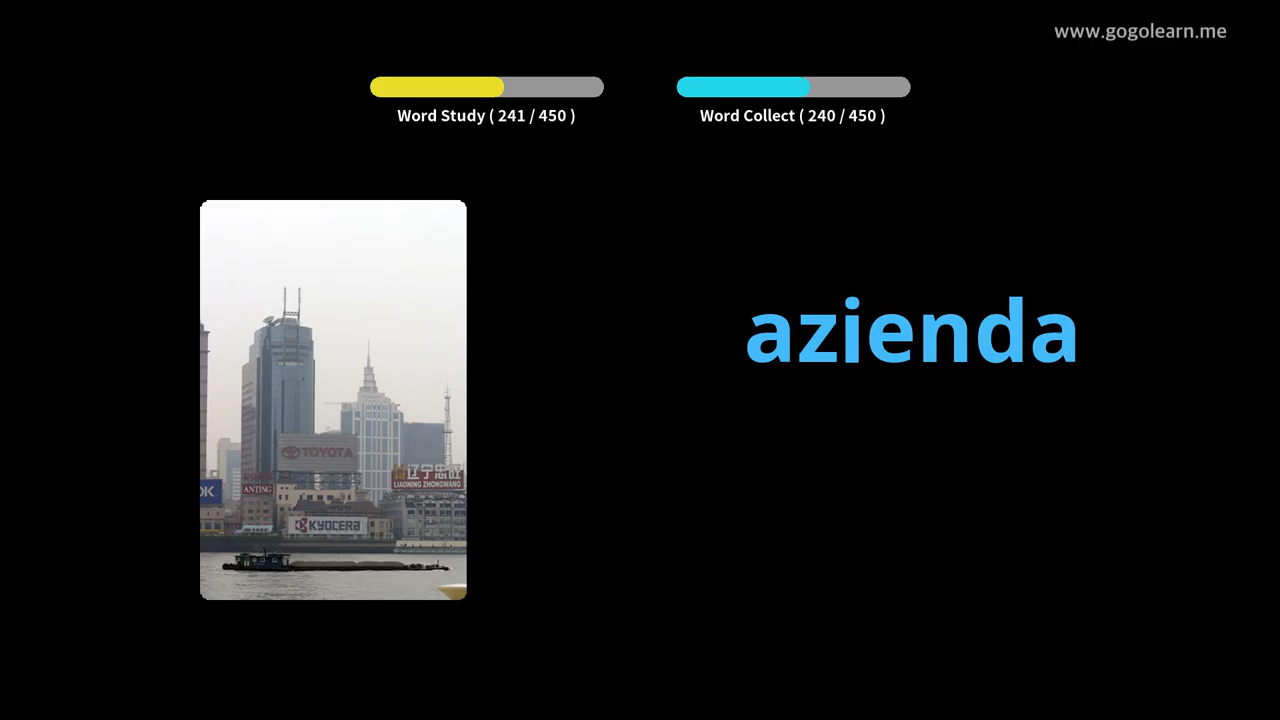 www.gogolearn.me
Word Study ( 241 / 450 )
Word Collect ( 240 / 450 )
azienda
TOYOTA
辽宁忠旺
LIAONING ZHONGWANG
OK
ANTING
KYOCERA